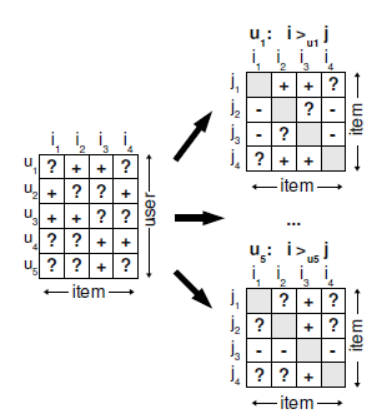 u1: i >u1 j
i1 i2 i3 i4
j1 + + ?
j2 - ? -
j3 - ? -
j4 ? + +
item
item
i1 i2 i3 i4
u1 ? + + ?
u2 + ? ? +
u3 + + ? ?
u4 ? ? + +
u5 ? ? + ?
user
item
...
u5: i >u5 j
i1 i2 i3 i4
j1 ? + ?
j2 ? + ?
j3 - - -
j4 ? ? +
item
item